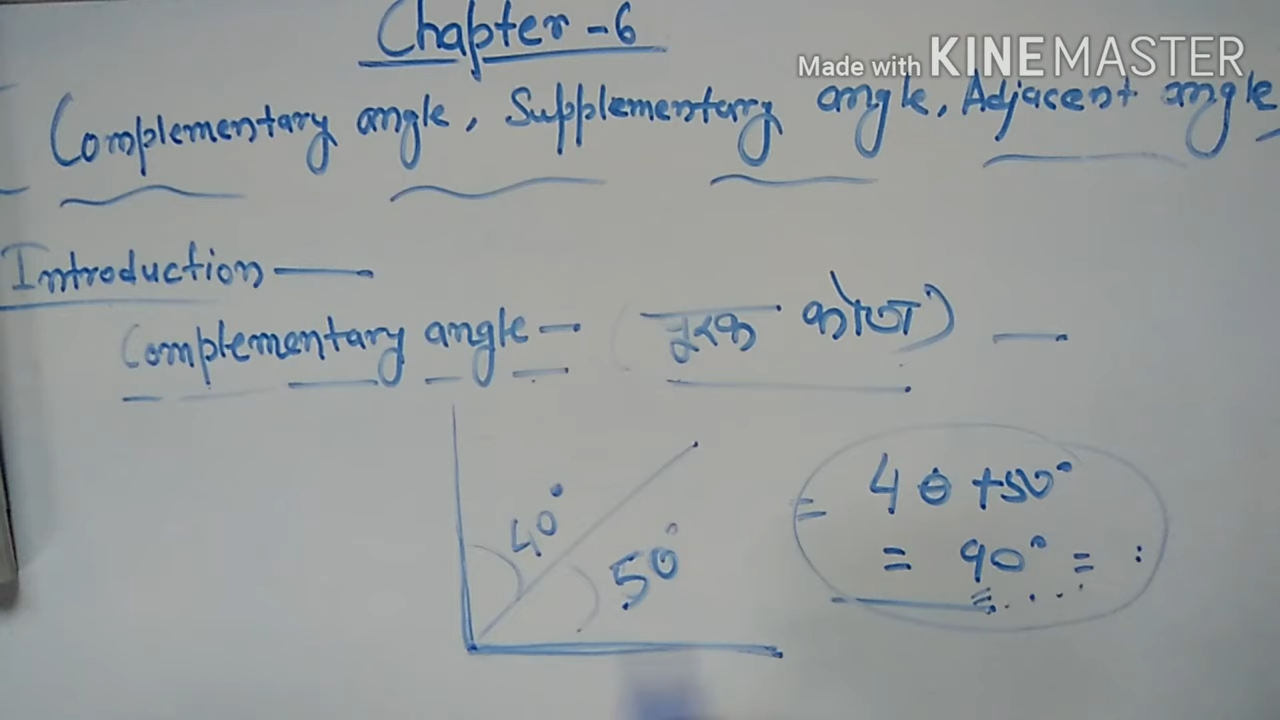 Chapter - 6
Made with KINEMASTER
Complementary angle, Supplementary angle, Adjacent angle
Introduction —
Complementary angle - (पूरक कोण) —
40°
50°
= 40 + 50°
= 90° =